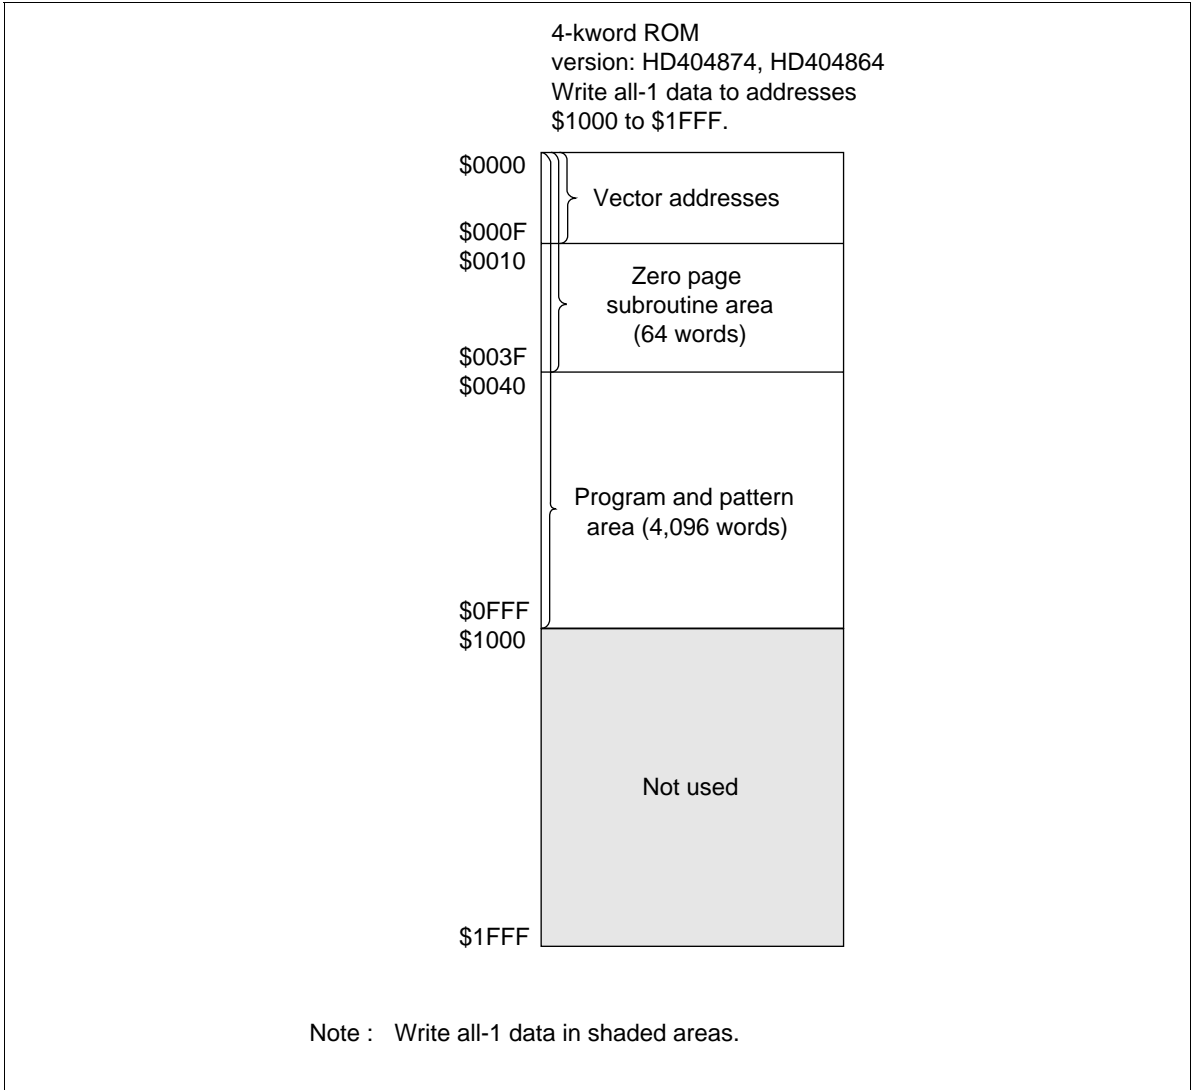 4-kword ROM
version: HD404874, HD404864
Write all-1 data to addresses
$1000 to $1FFF.
$0000
Vector addresses
$000F
$0010
Zero page
subroutine area
(64 words)
$003F
$0040
Program and pattern
area (4,096 words)
$0FFF
$1000
Not used
$1FFF
Note : Write all-1 data in shaded areas.